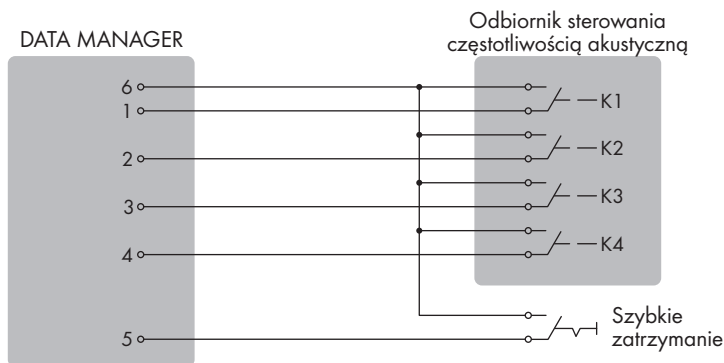 DATA MANAGER
Odbiornik sterowania
częstotliwością akustyczną
6
1
K1
2
K2
3
K3
4
K4
5
Szybkie
zatrzymanie